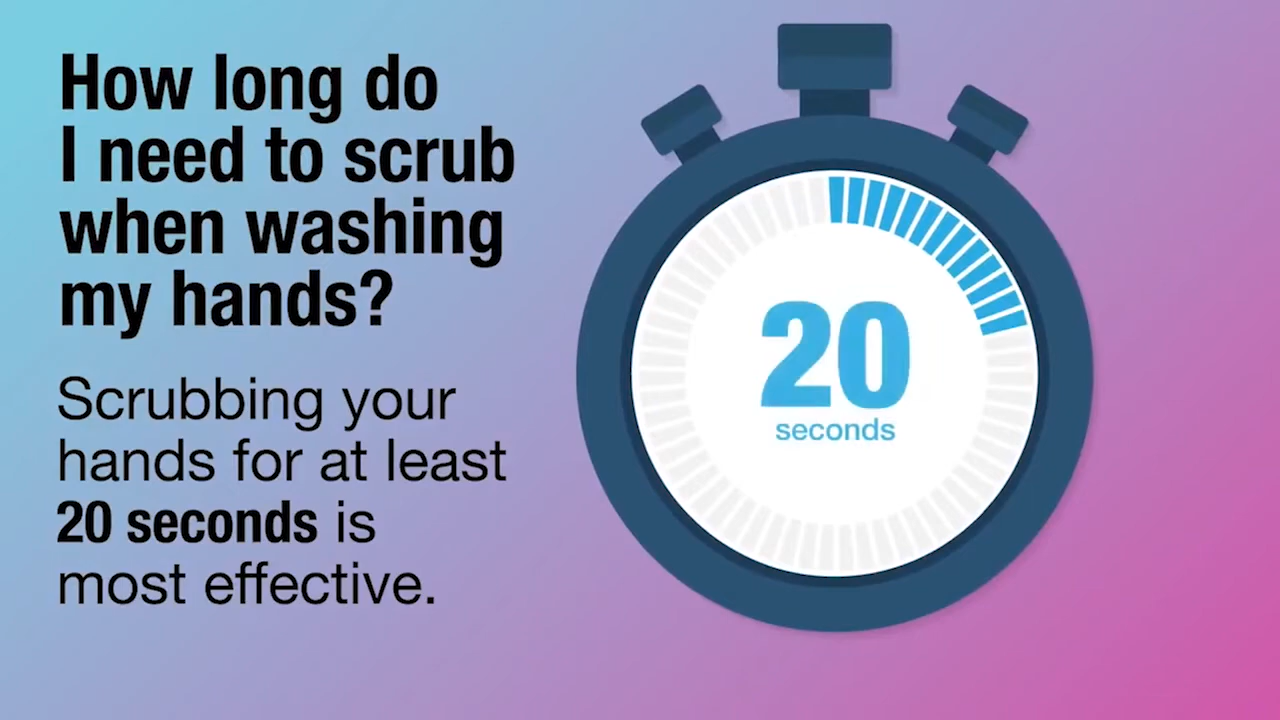 How long do
I need to scrub
when washing
my hands?
Scrubbing your
hands for at least
20 seconds is
most effective.
20
seconds